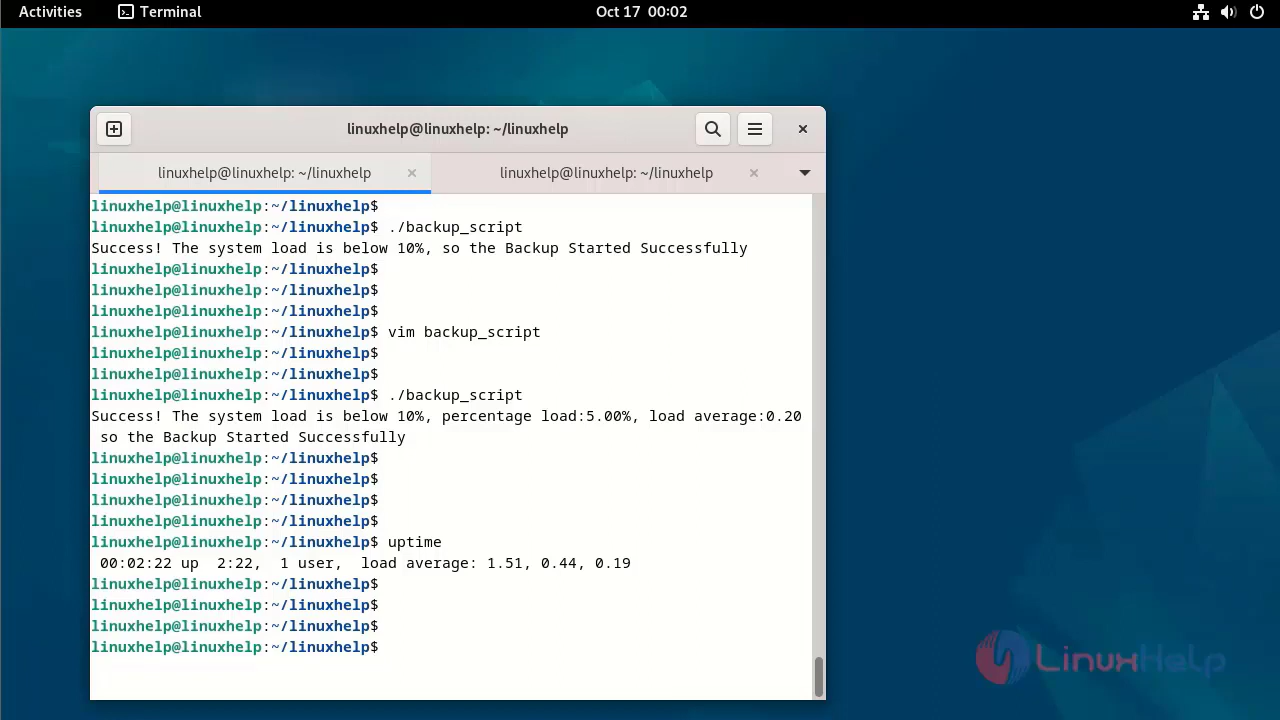 Activities Terminal Oct 17 00:02
linuxhelp@linuxhelp: ~/linuxhelp
linuxhelp@linuxhelp: ~/linuxhelp × linuxhelp@linuxhelp: ~/linuxhelp ×
linuxhelp@linuxhelp:~/linuxhelp$
linuxhelp@linuxhelp:~/linuxhelp$ ./backup_script
Success! The system load is below 10%, so the Backup Started Successfully
linuxhelp@linuxhelp:~/linuxhelp$
linuxhelp@linuxhelp:~/linuxhelp$
linuxhelp@linuxhelp:~/linuxhelp$
linuxhelp@linuxhelp:~/linuxhelp$ vim backup_script
linuxhelp@linuxhelp:~/linuxhelp$
linuxhelp@linuxhelp:~/linuxhelp$
linuxhelp@linuxhelp:~/linuxhelp$ ./backup_script
Success! The system load is below 10%, percentage load:5.00%, load average:0.20
 so the Backup Started Successfully
linuxhelp@linuxhelp:~/linuxhelp$
linuxhelp@linuxhelp:~/linuxhelp$
linuxhelp@linuxhelp:~/linuxhelp$
linuxhelp@linuxhelp:~/linuxhelp$
linuxhelp@linuxhelp:~/linuxhelp$ uptime
 00:02:22 up  2:22,  1 user,  load average: 1.51, 0.44, 0.19
linuxhelp@linuxhelp:~/linuxhelp$
linuxhelp@linuxhelp:~/linuxhelp$
linuxhelp@linuxhelp:~/linuxhelp$
linuxhelp@linuxhelp:~/linuxhelp$
LinuxHelp